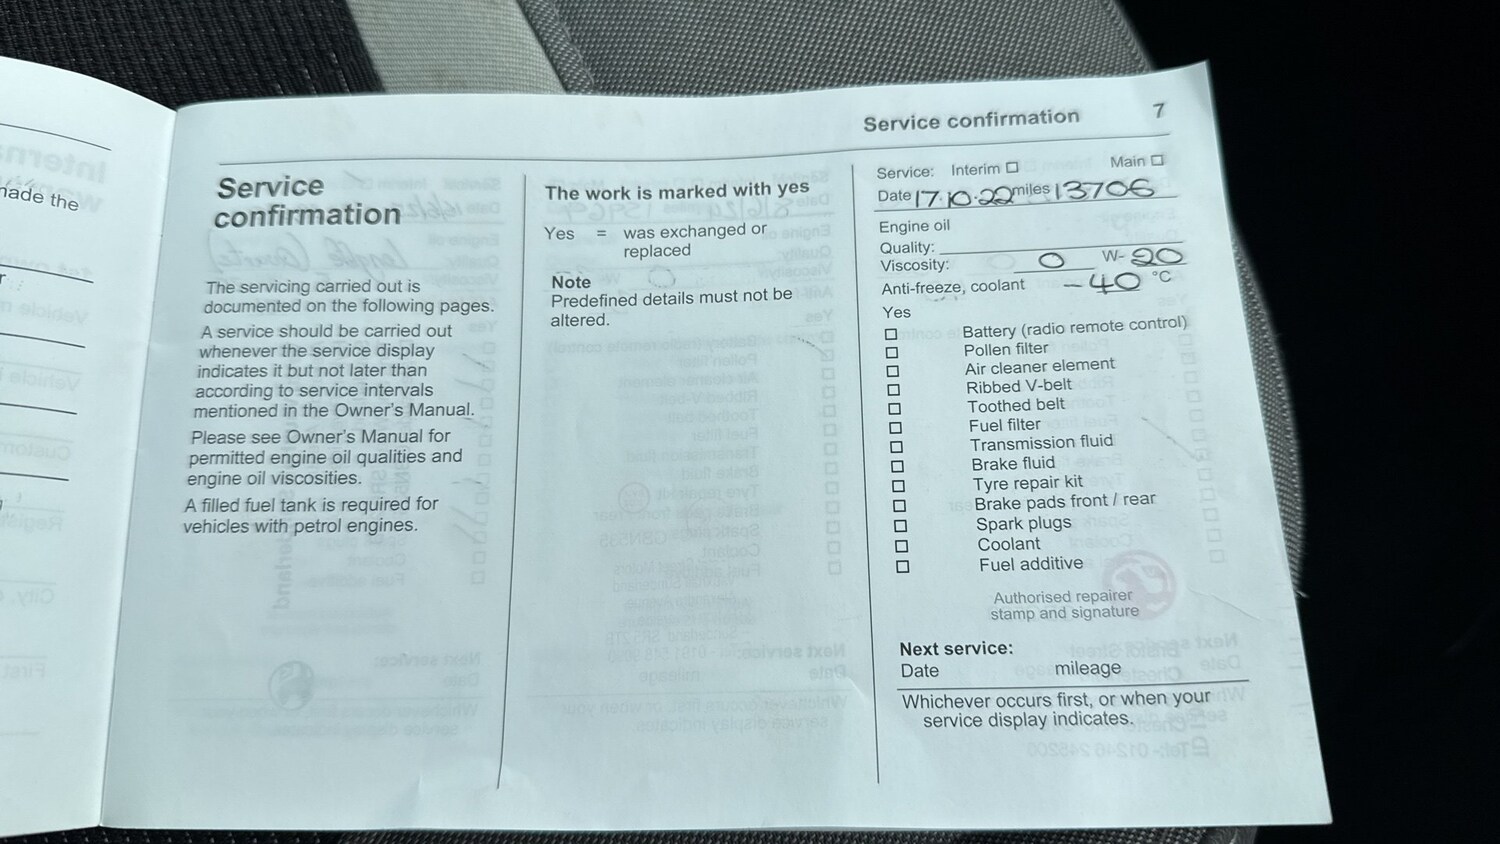 nade the
Service confirmation
7
Service
confirmation
The servicing carried out is
documented on the following pages.
A service should be carried out
whenever the service display
indicates it but not later than
according to service intervals
mentioned in the Owner's Manual.
Please see Owner's Manual for
permitted engine oil qualities and
engine oil viscosities.
A filled fuel tank is required for
vehicles with petrol engines.
The work is marked with yes
Yes = was exchanged or
replaced
Note
Predefined details must not be
altered.
Service: Interim ☐ Main ☐
Date 17.10.22 miles 13706
Engine oil
Quality:
Viscosity: 0 W- 20
Anti-freeze, coolant -40 °C
Yes
☐ Battery (radio remote control)
☐ Pollen filter
☐ Air cleaner element
☐ Ribbed V-belt
☐ Toothed belt
☐ Fuel filter
☐ Transmission fluid
☐ Brake fluid
☐ Tyre repair kit
☐ Brake pads front / rear
☐ Spark plugs
☐ Coolant
☐ Fuel additive
Authorised repairer
stamp and signature
Next service:
Date mileage
Whichever occurs first, or when your
service display indicates.